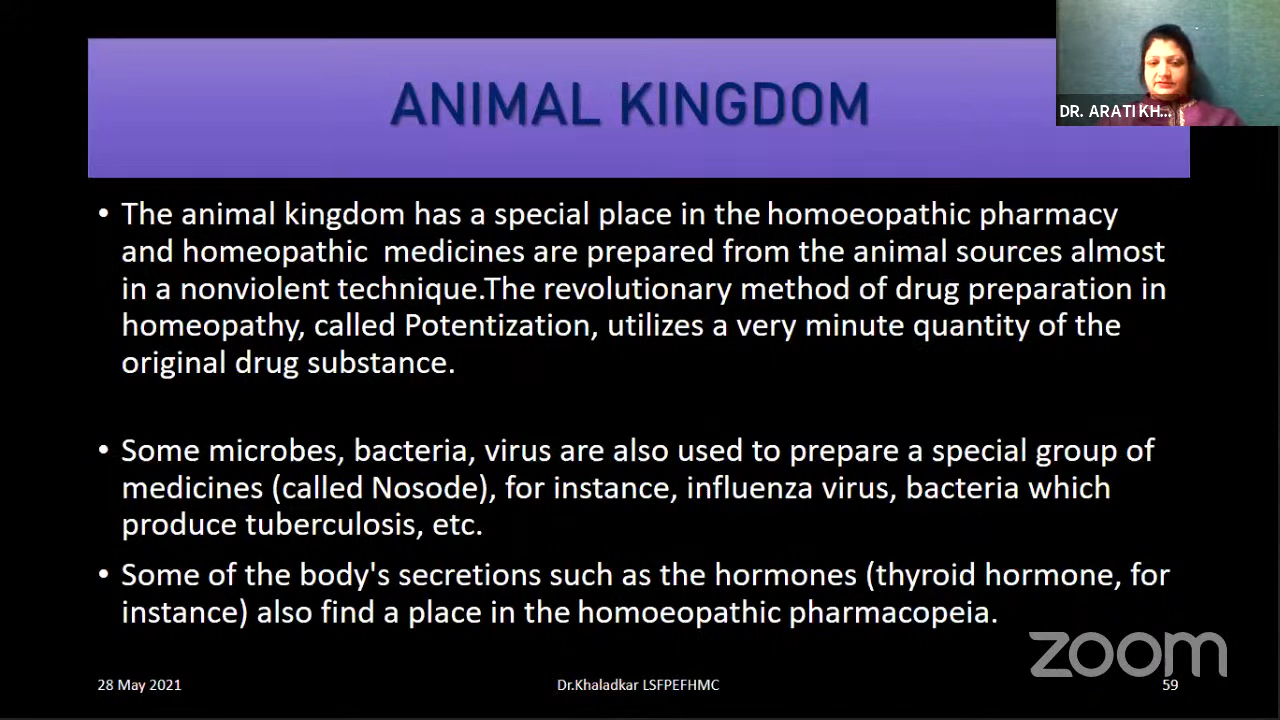 ANIMAL KINGDOM
DR. ARATI KH...
• The animal kingdom has a special place in the homoeopathic pharmacy
and homeopathic medicines are prepared from the animal sources almost
in a nonviolent technique.The revolutionary method of drug preparation in
homeopathy, called Potentization, utilizes a very minute quantity of the
original drug substance.
• Some microbes, bacteria, virus are also used to prepare a special group of
medicines (called Nosode), for instance, influenza virus, bacteria which
produce tuberculosis, etc.
• Some of the body's secretions such as the hormones (thyroid hormone, for
instance) also find a place in the homoeopathic pharmacopeia.
zoom
28 May 2021
Dr.Khaladkar LSFPEFHMC
59